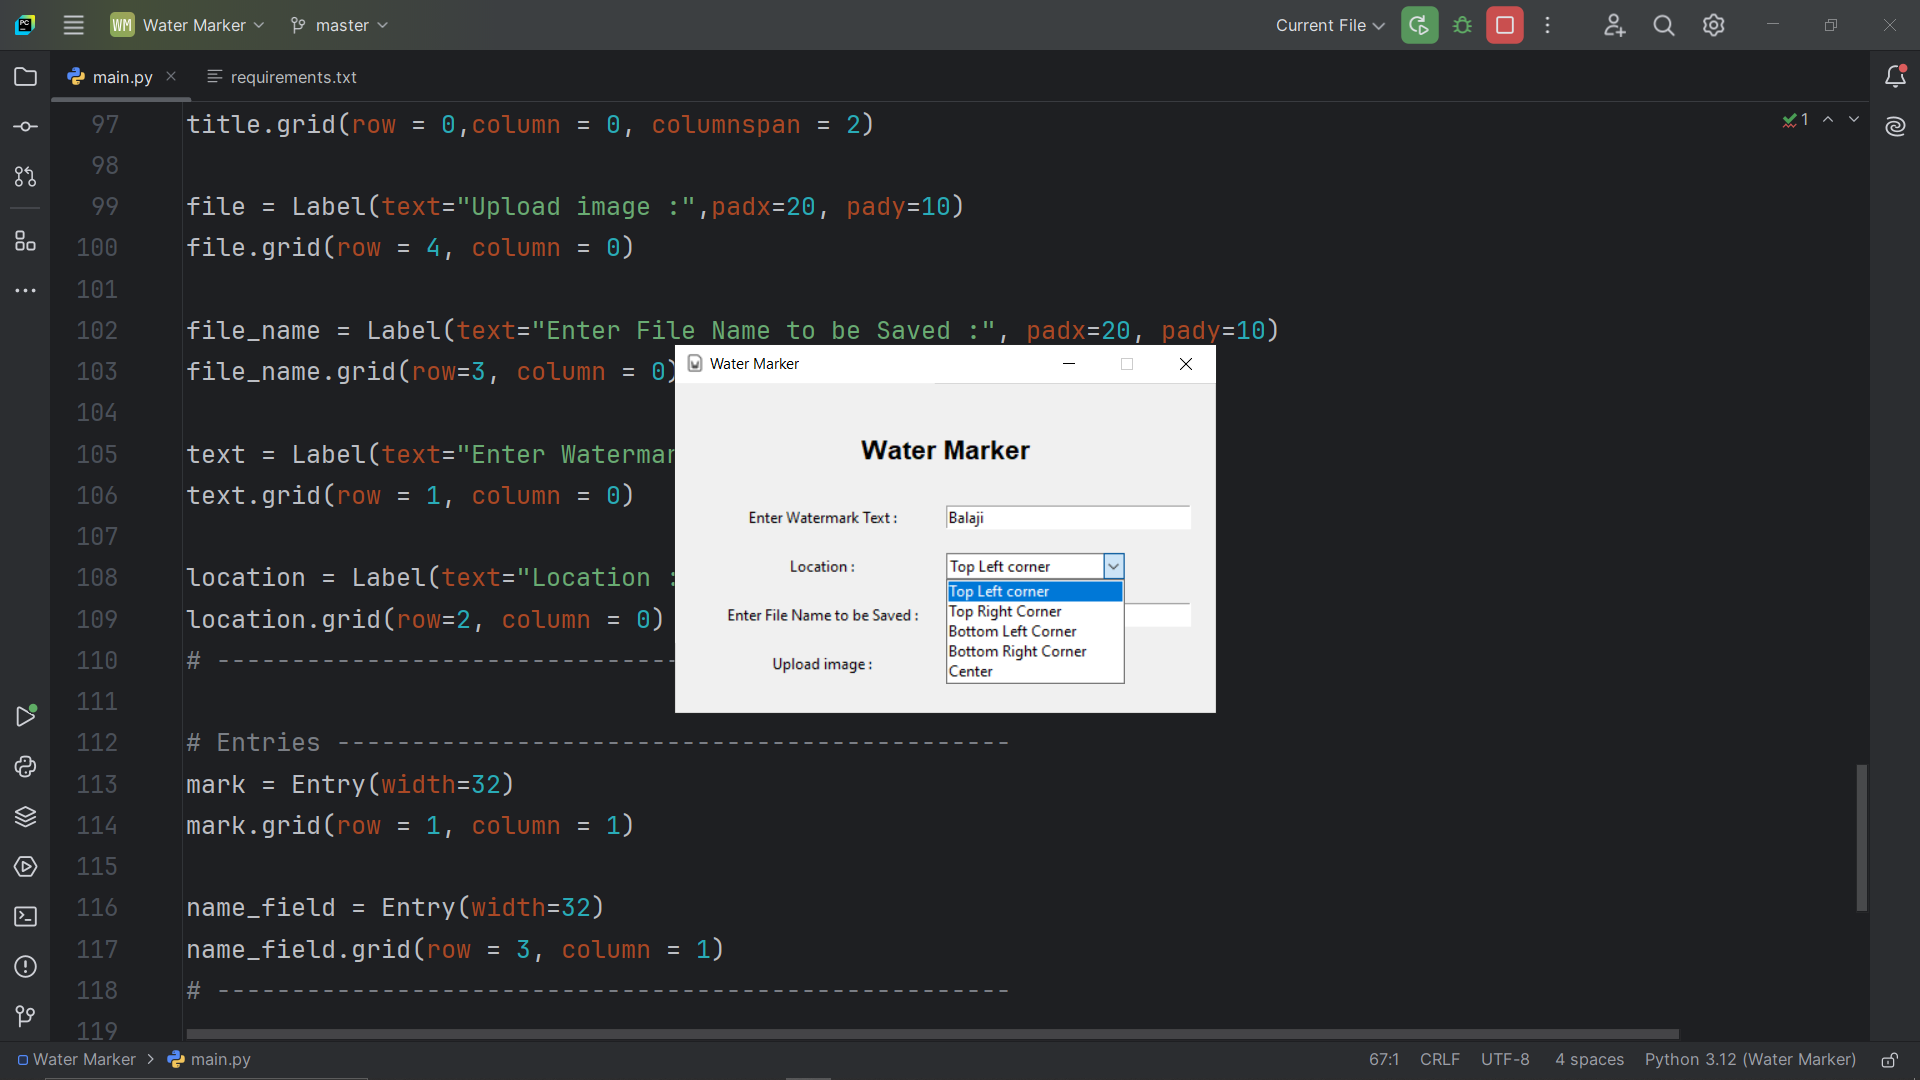 WM Water Marker master Current File
main.py requirements.txt
97 title.grid(row = 0,column = 0, columnspan = 2) 1
98
99 file = Label(text="Upload image :",padx=20, pady=10)
100 file.grid(row = 4, column = 0)
101
102 file_name = Label(text="Enter File Name to be Saved :", padx=20, pady=10)
103 file_name.grid(row=3, column = 0)
104
105 text = Label(text="Enter Watermar
106 text.grid(row = 1, column = 0)
107
108 location = Label(text="Location :
109 location.grid(row=2, column = 0)
110 # -------------------------------
111
112 # Entries ---------------------------------------------
113 mark = Entry(width=32)
114 mark.grid(row = 1, column = 1)
115
116 name_field = Entry(width=32)
117 name_field.grid(row = 3, column = 1)
118 # -----------------------------------------------------
119
Water Marker
Water Marker
Enter Watermark Text : Balaji
Location : Top Left corner
Top Left corner
Top Right Corner
Enter File Name to be Saved :
Bottom Left Corner
Bottom Right Corner
Upload image :
Center
Water Marker > main.py 67:1 CRLF UTF-8 4 spaces Python 3.12 (Water Marker)